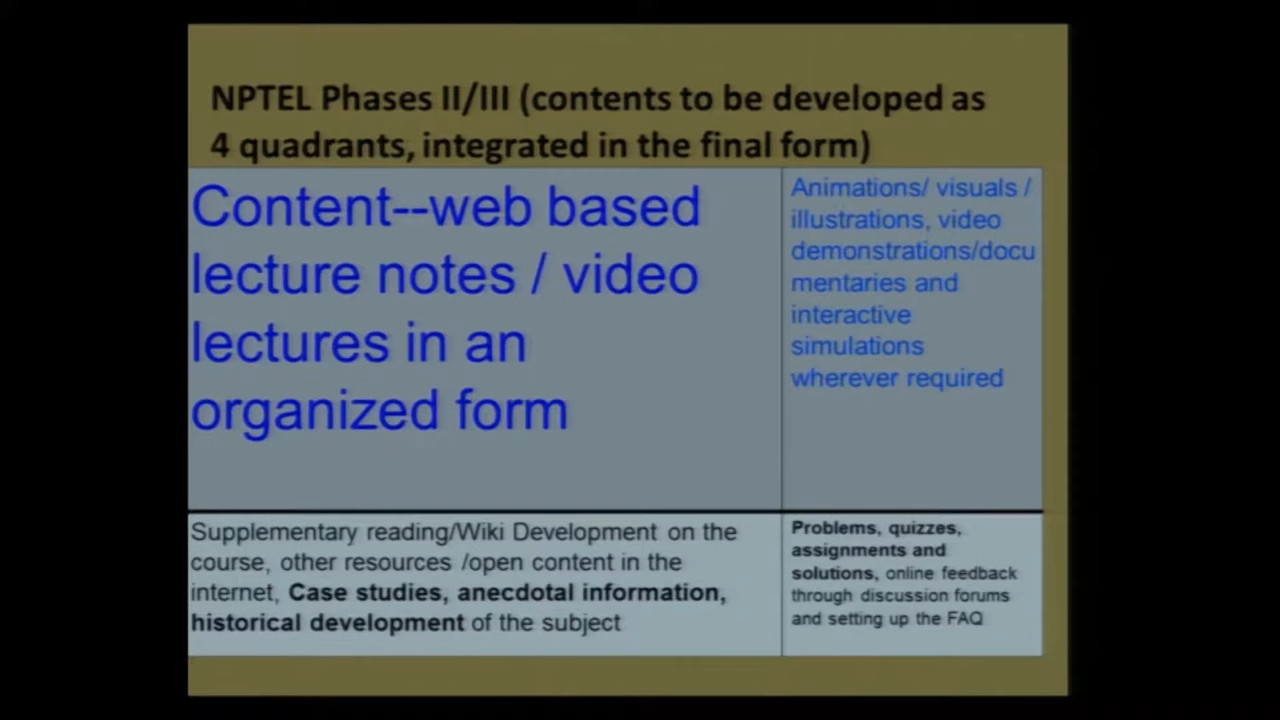 NPTEL Phases II/III (contents to be developed as
4 quadrants, integrated in the final form)
Content--web based
lecture notes / video
lectures in an
organized form
Animations/ visuals /
illustrations, video
demonstrations/docu
mentaries and
interactive
simulations
wherever required
Supplementary reading/Wiki Development on the
course, other resources /open content in the
internet, Case studies, anecdotal information,
historical development of the subject
Problems, quizzes,
assignments and
solutions, online feedback
through discussion forums
and setting up the FAQ